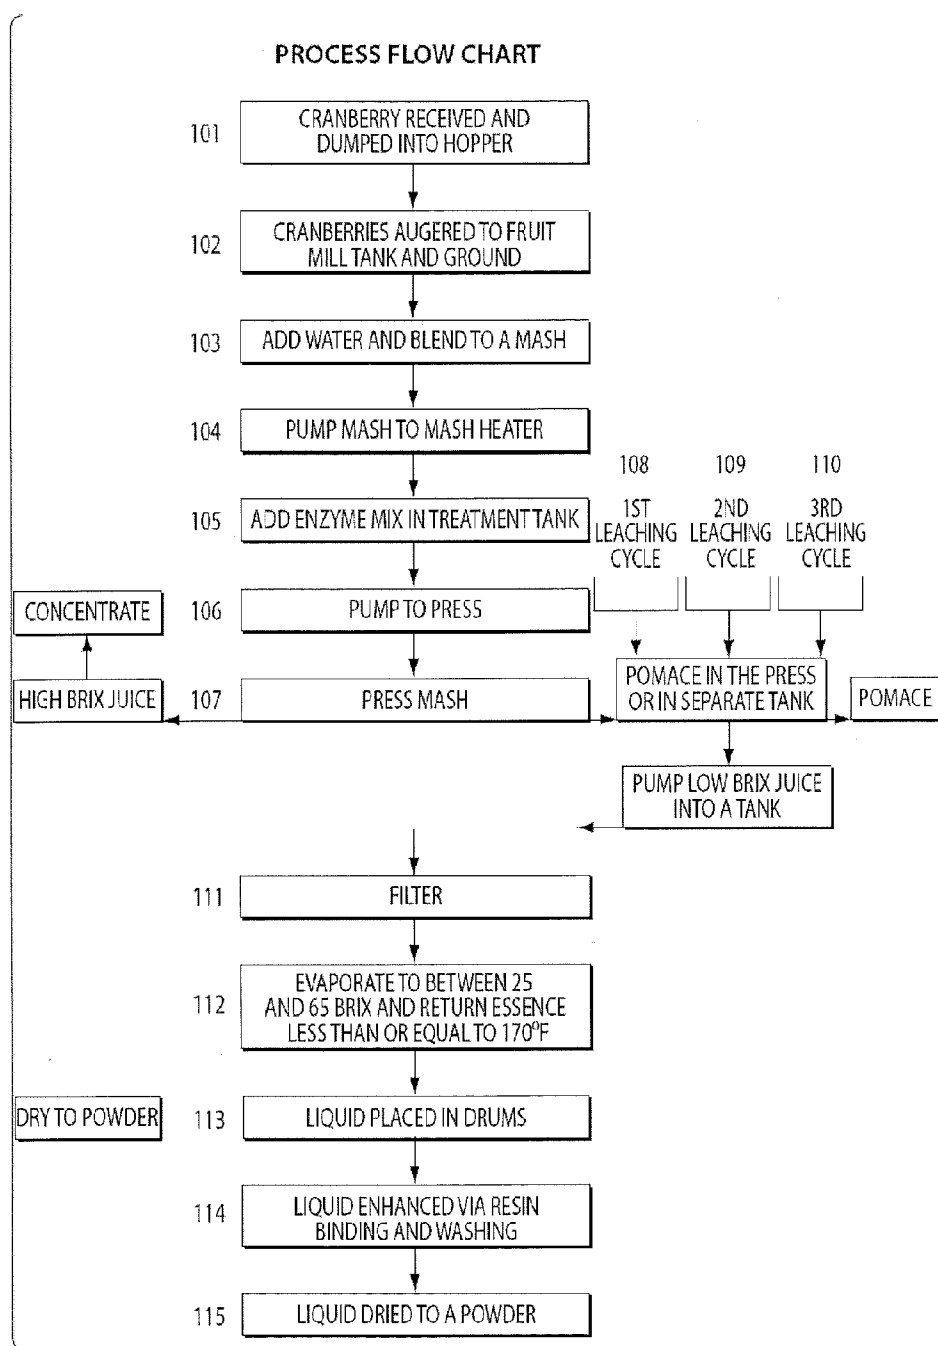 PROCESS FLOW CHART
101
CRANBERRY RECEIVED AND
DUMPED INTO HOPPER
102
CRANBERRIES AUGERED TO FRUIT
MILL TANK AND GROUND
103
ADD WATER AND BLEND TO A MASH
104
PUMP MASH TO MASH HEATER
105
ADD ENZYME MIX IN TREATMENT TANK
108
1ST
LEACHING
CYCLE
109
2ND
LEACHING
CYCLE
110
3RD
LEACHING
CYCLE
CONCENTRATE
106
PUMP TO PRESS
HIGH BRIX JUICE
107
PRESS MASH
POMACE IN THE PRESS
OR IN SEPARATE TANK
POMACE
PUMP LOW BRIX JUICE
INTO A TANK
111
FILTER
112
EVAPORATE TO BETWEEN 25
AND 65 BRIX AND RETURN ESSENCE
LESS THAN OR EQUAL TO 170°F
DRY TO POWDER
113
LIQUID PLACED IN DRUMS
114
LIQUID ENHANCED VIA RESIN
BINDING AND WASHING
115
LIQUID DRIED TO A POWDER